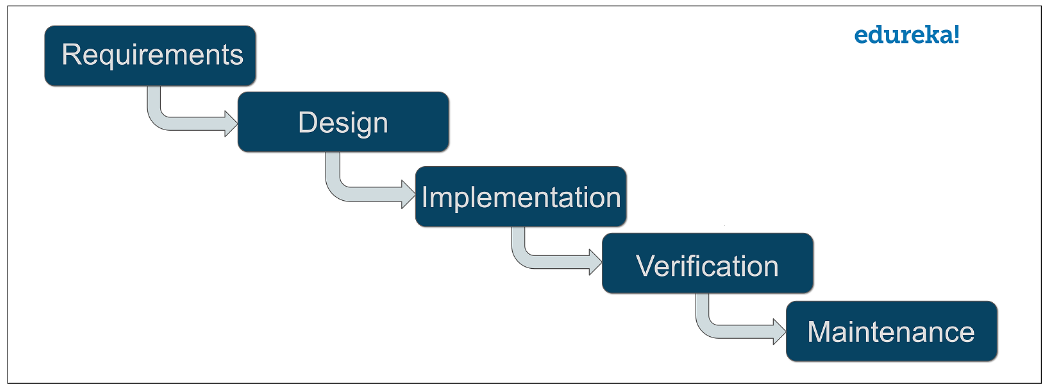 Requirements
edureka!
Design
Implementation
Verification
Maintenance